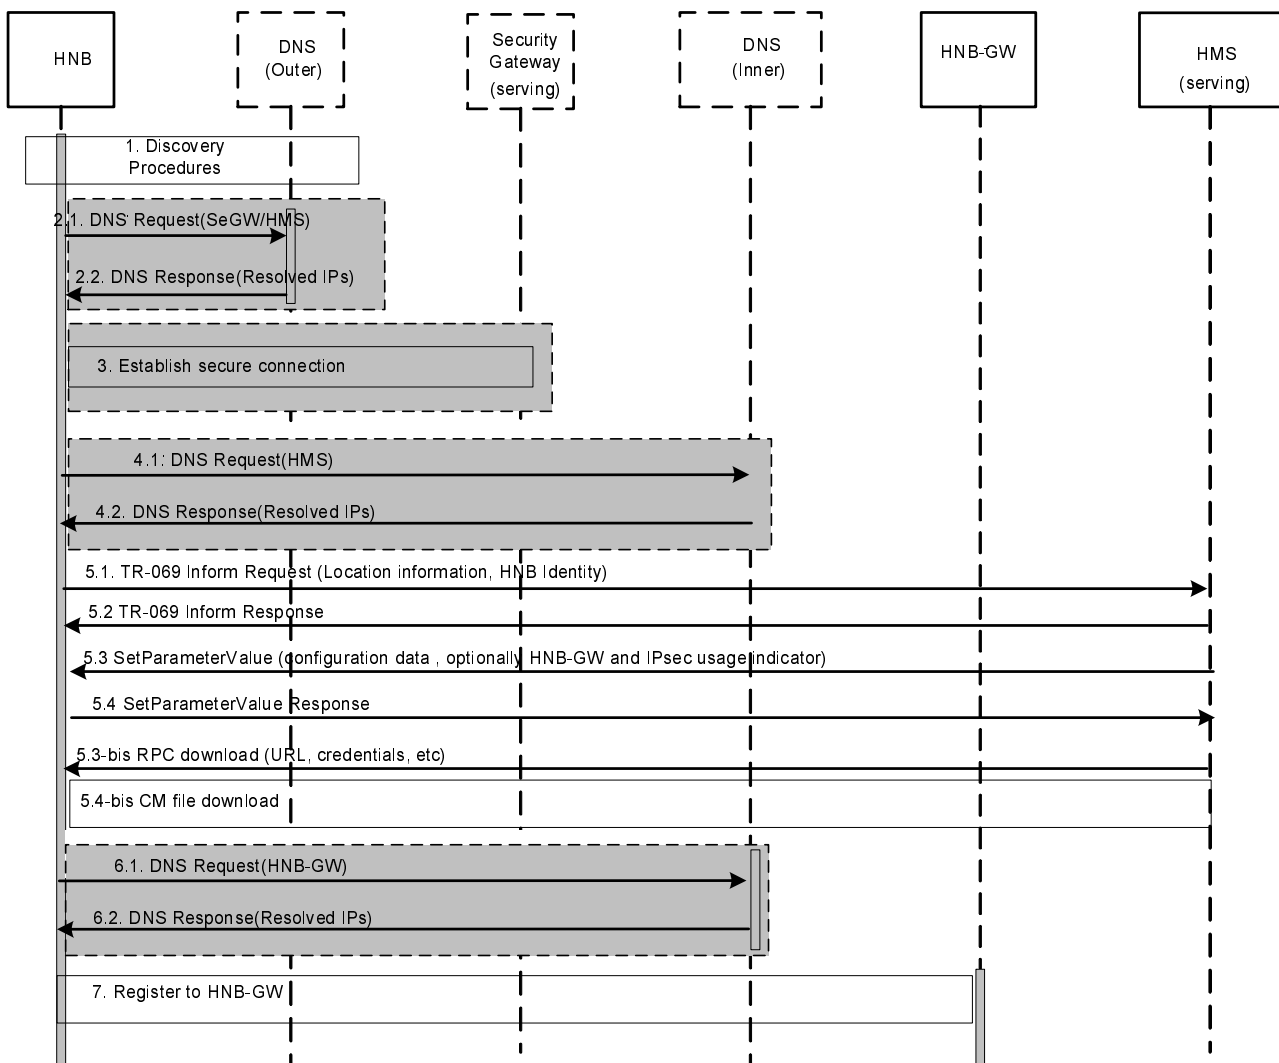 HNB
DNS
(Outer)
Security
Gateway
(serving)
DNS
(Inner)
HNB-GW
HMS
(serving)
1. Discovery
Procedures
2.1. DNS Request(SeGW/HMS)
2.2. DNS Response(Resolved IPs)
3. Establish secure connection
4.1. DNS Request(HMS)
4.2. DNS Response(Resolved IPs)
5.1. TR-069 Inform Request (Location information, HNB Identity)
5.2 TR-069 Inform Response
5.3 SetParameterValue (configuration data , optionally HNB-GW and IPsec usage indicator)
5.4 SetParameterValue Response
5.3-bis RPC download (URL, credentials, etc)
5.4-bis CM file download
6.1. DNS Request(HNB-GW)
6.2. DNS Response(Resolved IPs)
7. Register to HNB-GW